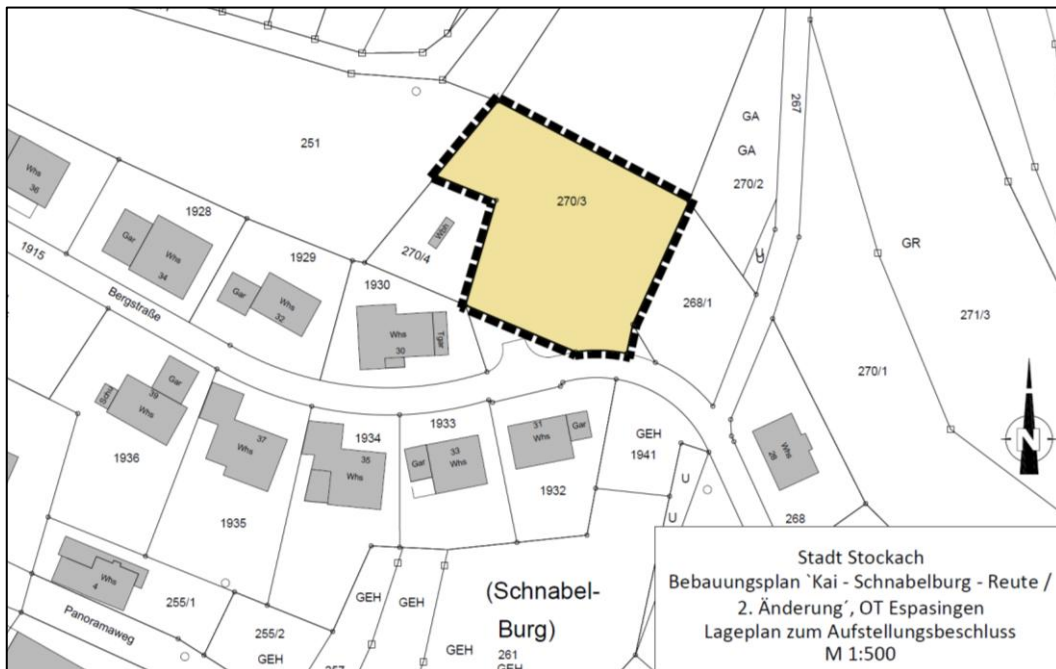 GA
267
251
GA
270/2
Whs
36
270/3
1928
GR
Gar
Whs
34
Wsh
270/4
1929
1915
1930
268/1
271/3
Bergstraße
Gar
Whs
32
Whs
30
Tgar
270/1
N
39
Gar
Whs
1933
31
Whs
Gar
GEH
1941
37
Whs
1934
35
Whs
33
Gar
Whs
Whs
26
1936
1932
U
U
1935
268
Stadt Stockach
Bebauungsplan `Kai - Schnabelburg - Reute /
2. Änderung´, OT Espasingen
Lageplan zum Aufstellungsbeschluss
M 1:500
Whs
4
255/1
GEH
GEH
(Schnabel-
Burg)
Panoramaweg
255/2
GEH
GEH
261
GEH
257